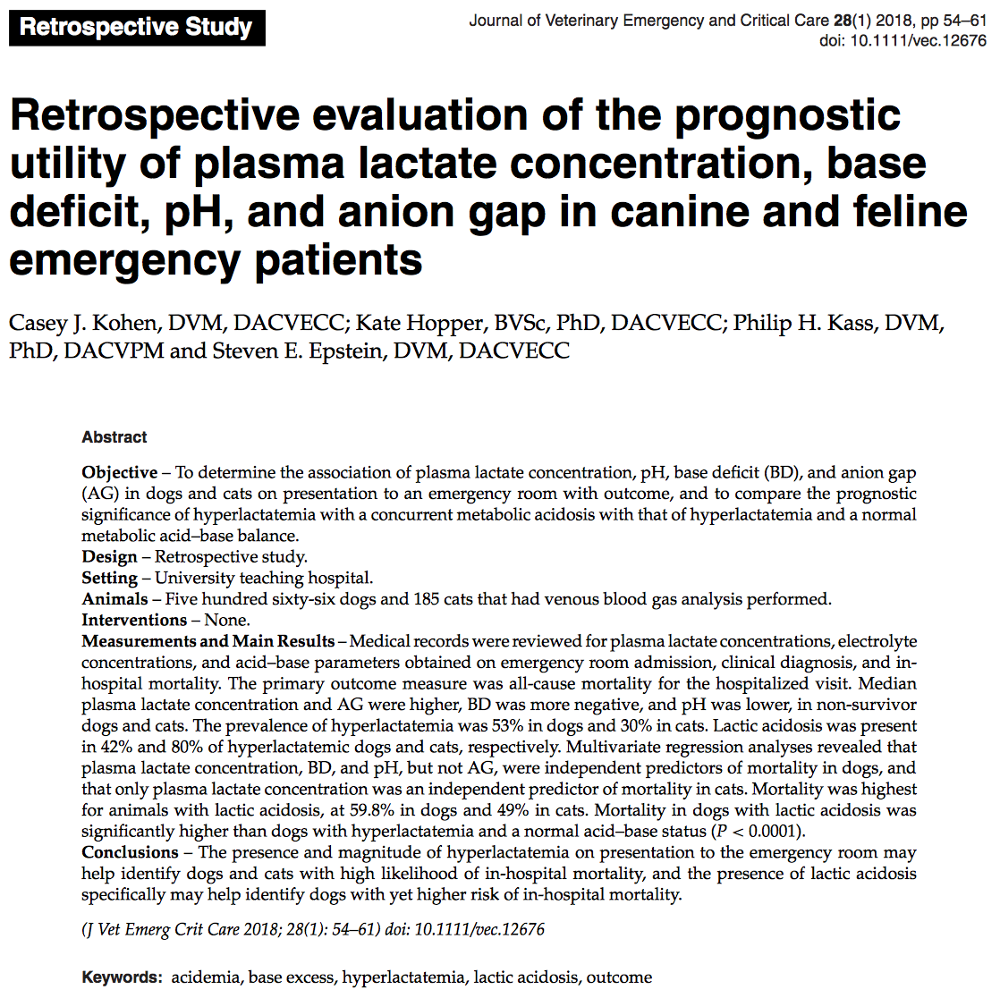 Retrospective Study
Journal of Veterinary Emergency and Critical Care 28(1) 2018, pp 54–61
doi: 10.1111/vec.12676
Retrospective evaluation of the prognostic
utility of plasma lactate concentration, base
deficit, pH, and anion gap in canine and feline
emergency patients
Casey J. Kohen, DVM, DACVECC; Kate Hopper, BVSc, PhD, DACVECC; Philip H. Kass, DVM,
PhD, DACVPM and Steven E. Epstein, DVM, DACVECC
Abstract
Objective – To determine the association of plasma lactate concentration, pH, base deficit (BD), and anion gap
(AG) in dogs and cats on presentation to an emergency room with outcome, and to compare the prognostic
significance of hyperlactatemia with a concurrent metabolic acidosis with that of hyperlactatemia and a normal
metabolic acid–base balance.
Design – Retrospective study.
Setting – University teaching hospital.
Animals – Five hundred sixty-six dogs and 185 cats that had venous blood gas analysis performed.
Interventions – None.
Measurements and Main Results – Medical records were reviewed for plasma lactate concentrations, electrolyte
concentrations, and acid–base parameters obtained on emergency room admission, clinical diagnosis, and in-
hospital mortality. The primary outcome measure was all-cause mortality for the hospitalized visit. Median
plasma lactate concentration and AG were higher, BD was more negative, and pH was lower, in non-survivor
dogs and cats. The prevalence of hyperlactatemia was 53% in dogs and 30% in cats. Lactic acidosis was present
in 42% and 80% of hyperlactatemic dogs and cats, respectively. Multivariate regression analyses revealed that
plasma lactate concentration, BD, and pH, but not AG, were independent predictors of mortality in dogs, and
that only plasma lactate concentration was an independent predictor of mortality in cats. Mortality was highest
for animals with lactic acidosis, at 59.8% in dogs and 49% in cats. Mortality in dogs with lactic acidosis was
significantly higher than dogs with hyperlactatemia and a normal acid–base status (P < 0.0001).
Conclusions – The presence and magnitude of hyperlactatemia on presentation to the emergency room may
help identify dogs and cats with high likelihood of in-hospital mortality, and the presence of lactic acidosis
specifically may help identify dogs with yet higher risk of in-hospital mortality.
(J Vet Emerg Crit Care 2018; 28(1): 54–61) doi: 10.1111/vec.12676
Keywords: acidemia, base excess, hyperlactatemia, lactic acidosis, outcome